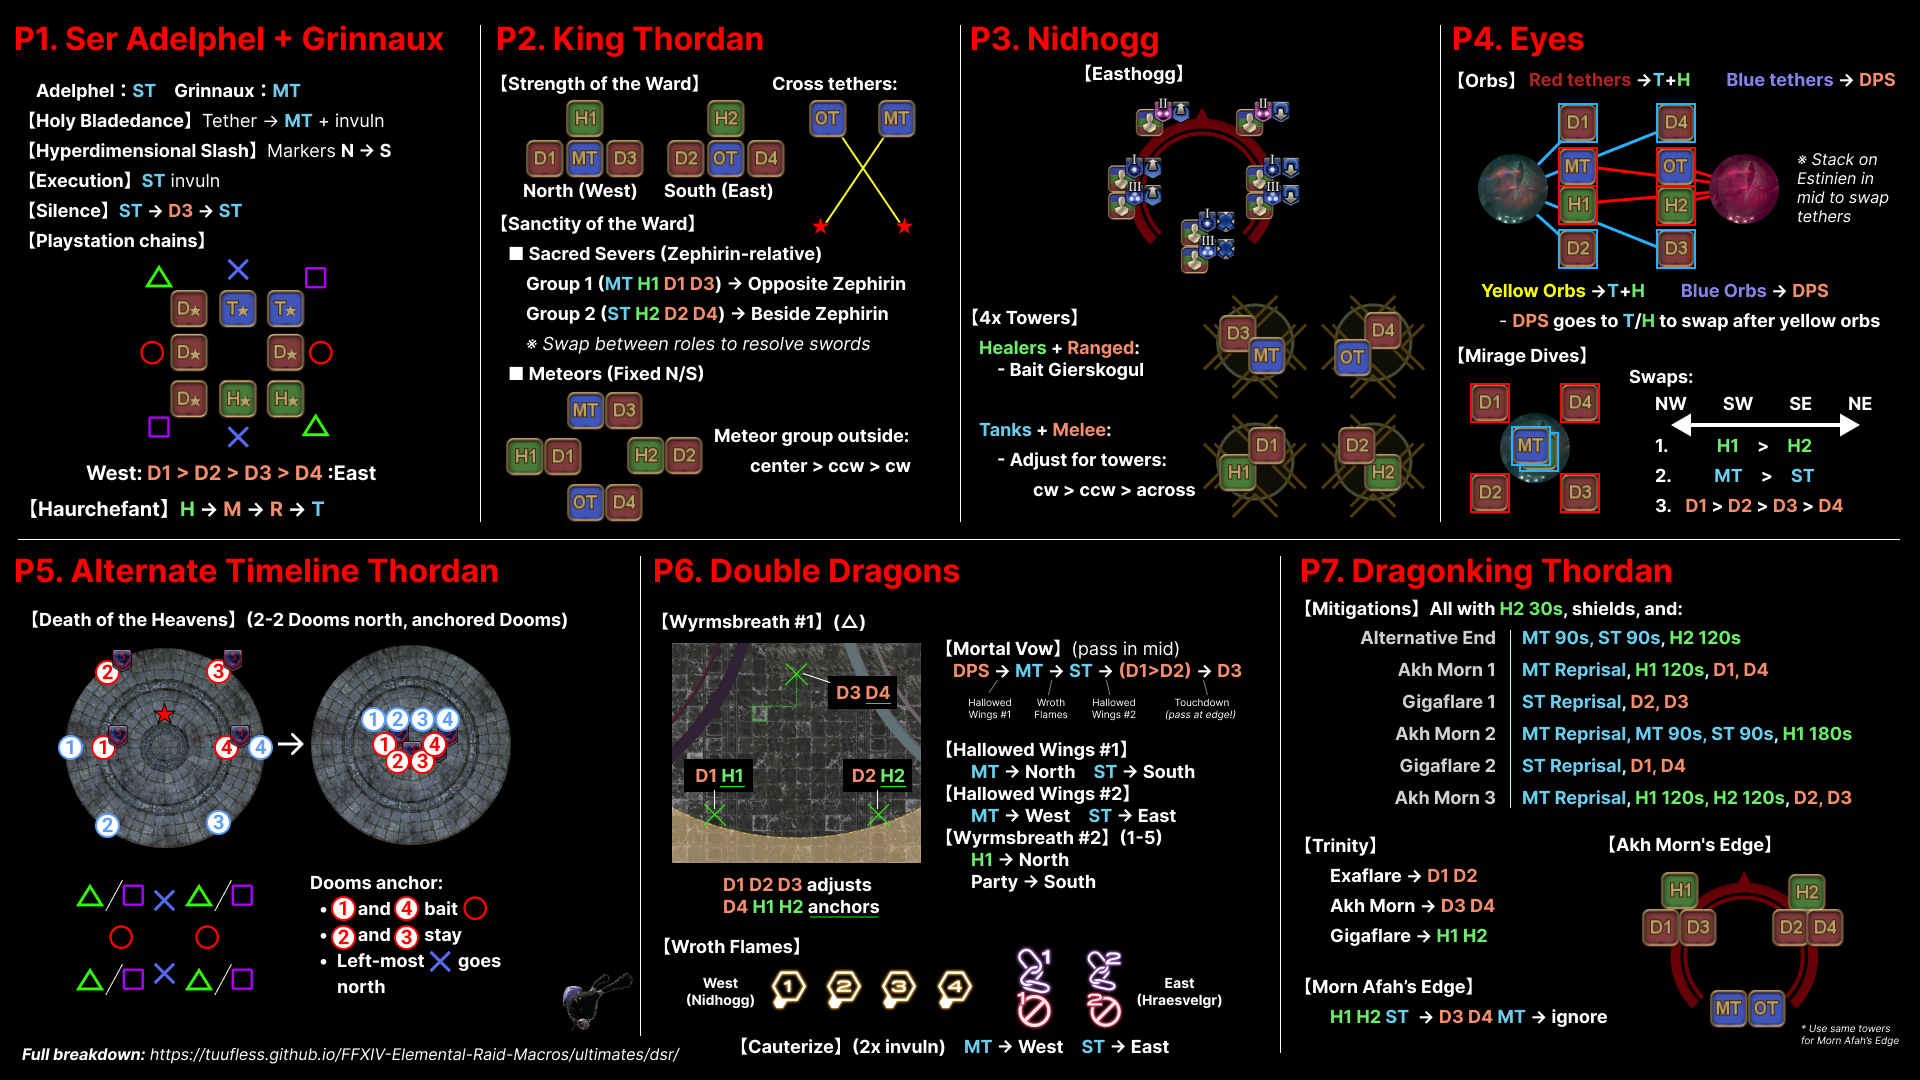 P1. Ser Adelphel + Grinnaux
Adelphel : ST Grinnaux : MT
【Holy Bladedance】Tether → MT + invuln
【Hyperdimensional Slash】Markers N → S
【Execution】ST invuln
【Silence】ST → D3 → ST
【Playstation chains】
D★ T★ T★
D★ D★
D★ H★ H★
West: D1 > D2 > D3 > D4 :East
【Haurchefant】H → M → R → T
P2. King Thordan
【Strength of the Ward】 Cross tethers:
H1 H2 OT MT
D1 MT D3 D2 OT D4
North (West) South (East)
【Sanctity of the Ward】
■ Sacred Severs (Zephirin-relative)
Group 1 (MT H1 D1 D3) → Opposite Zephirin
Group 2 (ST H2 D2 D4) → Beside Zephirin
※ Swap between roles to resolve swords
■ Meteors (Fixed N/S)
MT D3
H1 D1 H2 D2
OT D4
Meteor group outside:
center > ccw > cw
P3. Nidhogg
【Easthogg】
II II
I I
III III
I
III
【4x Towers】
Healers + Ranged:
- Bait Gierskogul
D3 MT D4 OT
Tanks + Melee:
- Adjust for towers:
cw > ccw > across
D1 H1 D2 H2
P4. Eyes
【Orbs】 Red tethers →T+H Blue tethers → DPS
D1 D4
MT OT
H1 H2
D2 D3
※ Stack on
Estinien in
mid to swap
tethers
Yellow Orbs →T+H Blue Orbs → DPS
- DPS goes to T/H to swap after yellow orbs
【Mirage Dives】
D1 D4
MT
D2 D3
Swaps:
NW SW SE NE
1. H1 > H2
2. MT > ST
3. D1 > D2 > D3 > D4
P5. Alternate Timeline Thordan
【Death of the Heavens】(2-2 Dooms north, anchored Dooms)
2 3
1 1 4 4
2 3
→
1 2 3 4
1 4
2 3
Dooms anchor:
• 1 and 4 bait
• 2 and 3 stay
• Left-most goes
north
Full breakdown: https://tuufless.github.io/FFXIV-Elemental-Raid-Macros/ultimates/dsr/
P6. Double Dragons
【Wyrmsbreath #1】(△)
D3 D4
D1 H1 D2 H2
D1 D2 D3 adjusts
D4 H1 H2 anchors
【Mortal Vow】(pass in mid)
DPS → MT → ST → (D1>D2) → D3
Hallowed Wings #1
Wroth Flames
Hallowed Wings #2
Touchdown (pass at edge!)
【Hallowed Wings #1】
MT → North ST → South
【Hallowed Wings #2】
MT → West ST → East
【Wyrmsbreath #2】(1-5)
H1 → North
Party → South
【Wroth Flames】
West
(Nidhogg)
1 2 3 4 1 2
1 2
East
(Hraesvelgr)
【Cauterize】(2x invuln) MT → West ST → East
P7. Dragonking Thordan
【Mitigations】All with H2 30s, shields, and:
Alternative End MT 90s, ST 90s, H2 120s
Akh Morn 1 MT Reprisal, H1 120s, D1, D4
Gigaflare 1 ST Reprisal, D2, D3
Akh Morn 2 MT Reprisal, MT 90s, ST 90s, H1 180s
Gigaflare 2 ST Reprisal, D1, D4
Akh Morn 3 MT Reprisal, H1 120s, H2 120s, D2, D3
【Trinity】
Exaflare → D1 D2
Akh Morn → D3 D4
Gigaflare → H1 H2
【Morn Afah's Edge】
H1 H2 ST → D3 D4 MT → ignore
【Akh Morn's Edge】
H1 H2
D1 D3 D2 D4
MT OT
* Use same towers
for Morn Afah's Edge